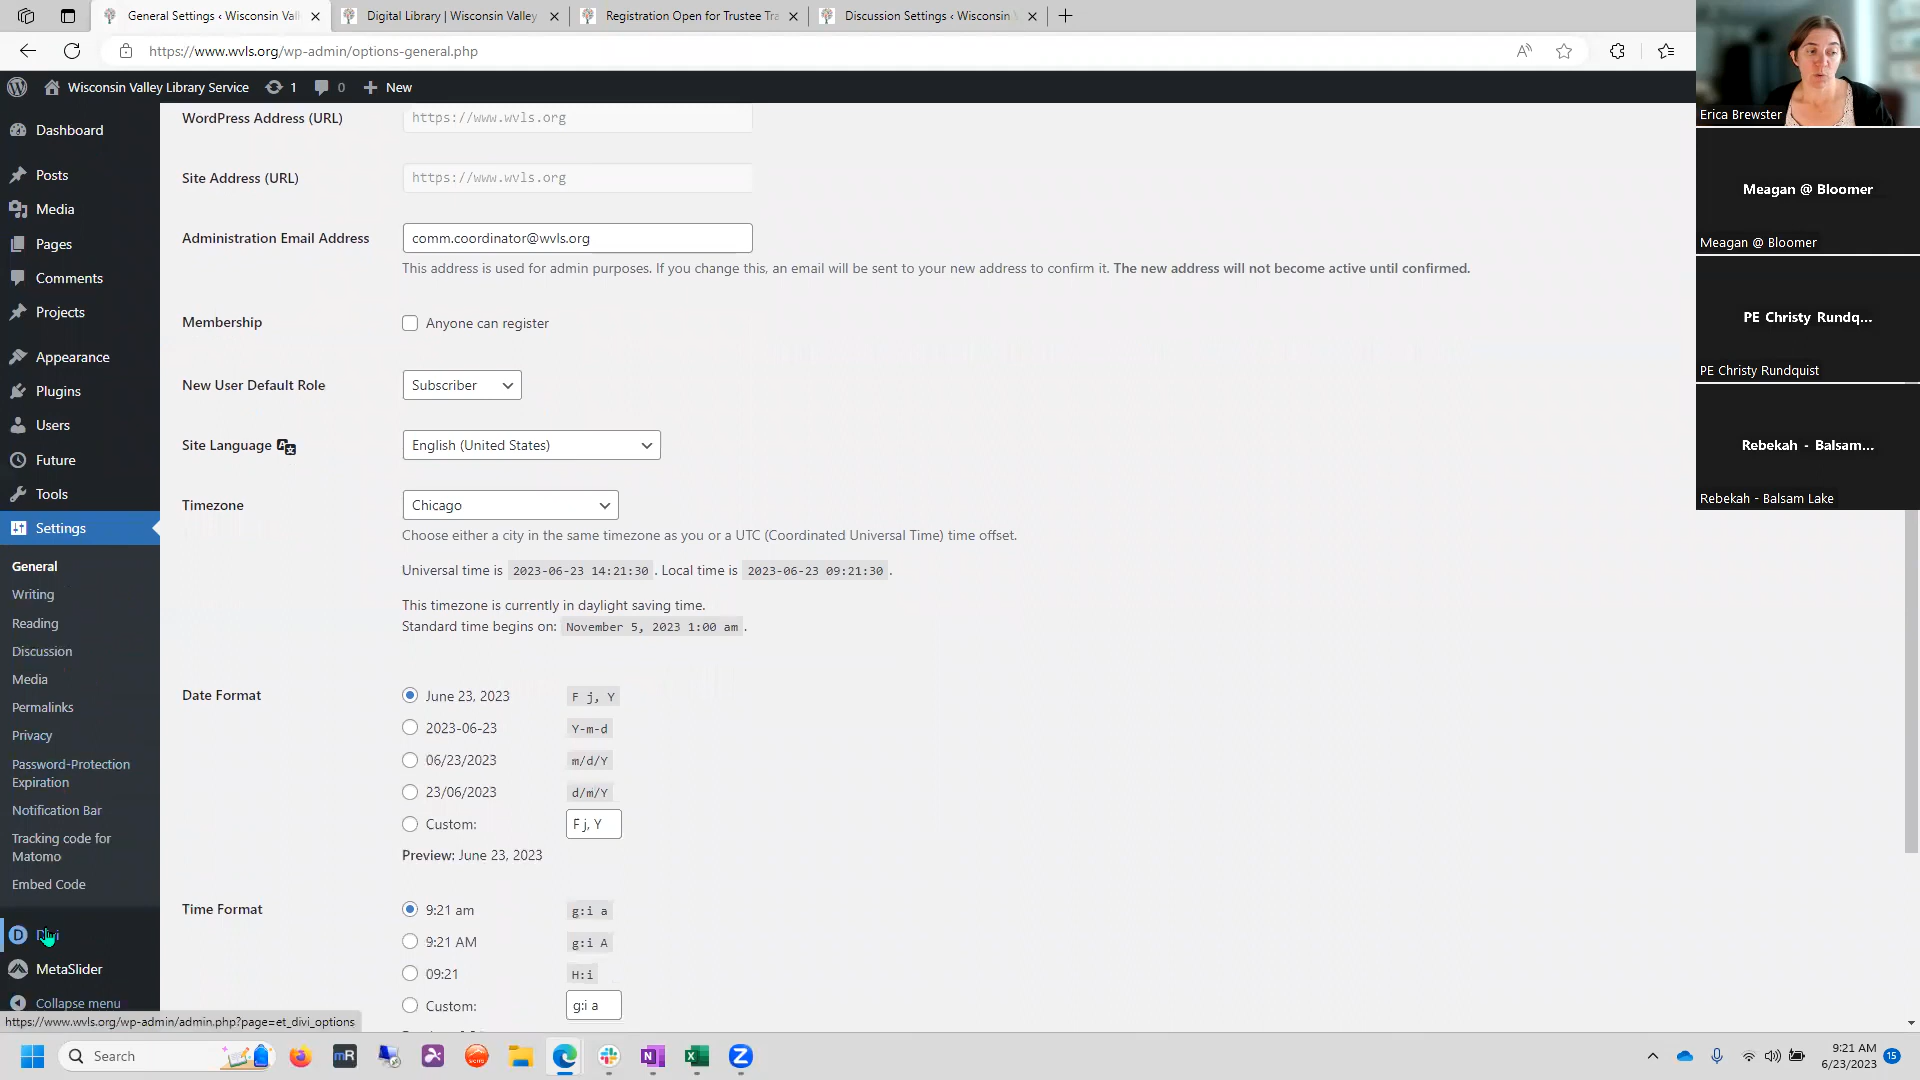 General Settings ‹ Wisconsin Vall
Digital Library | Wisconsin Valley
Registration Open for Trustee Tra
Discussion Settings ‹ Wisconsin V
https://www.wvls.org/wp-admin/options-general.php
Wisconsin Valley Library Service
1
0
New
Dashboard
Posts
Media
Pages
Comments
Projects
Appearance
Plugins
Users
Future
Tools
Settings
General
Writing
Reading
Discussion
Media
Permalinks
Privacy
Password-Protection
Expiration
Notification Bar
Tracking code for
Matomo
Embed Code
Divi
MetaSlider
Collapse menu
https://www.wvls.org/wp-admin/admin.php?page=et_divi_options
WordPress Address (URL)
https://www.wvls.org
Site Address (URL)
https://www.wvls.org
Administration Email Address
comm.coordinator@wvls.org
This address is used for admin purposes. If you change this, an email will be sent to your new address to confirm it. The new address will not become active until confirmed.
Membership
Anyone can register
New User Default Role
Subscriber
Site Language
English (United States)
Timezone
Chicago
Choose either a city in the same timezone as you or a UTC (Coordinated Universal Time) time offset.
Universal time is 2023-06-23 14:21:30 . Local time is 2023-06-23 09:21:30 .
This timezone is currently in daylight saving time.
Standard time begins on: November 5, 2023 1:00 am .
Date Format
June 23, 2023 F j, Y
2023-06-23 Y-m-d
06/23/2023 m/d/Y
23/06/2023 d/m/Y
Custom: F j, Y
Preview: June 23, 2023
Time Format
9:21 am g:i a
9:21 AM g:i A
09:21 H:i
Custom: g:i a
Erica Brewster
Meagan @ Bloomer
Meagan @ Bloomer
PE Christy Rundq...
PE Christy Rundquist
Rebekah - Balsam...
Rebekah - Balsam Lake
Search
mR
9:21 AM
6/23/2023
15